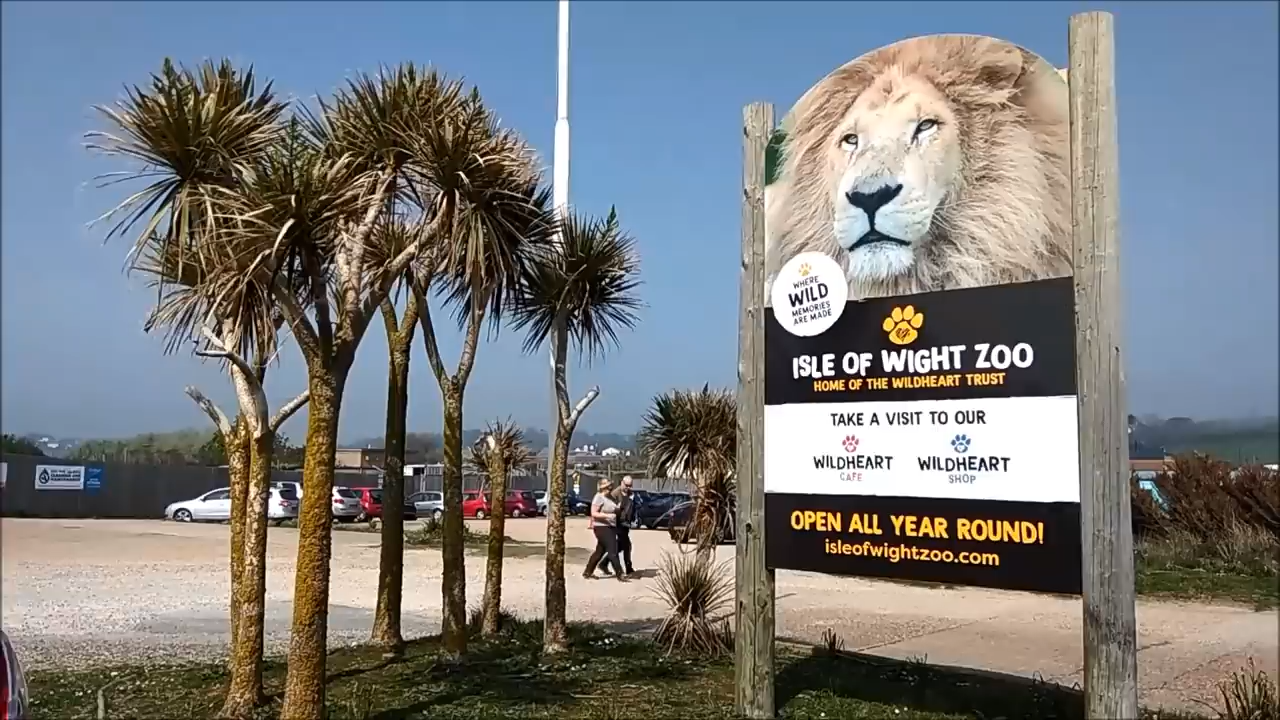 WHERE
WILD
MEMORIES
ARE MADE
ISLE OF WIGHT ZOO
HOME OF THE WILDHEART TRUST
TAKE A VISIT TO OUR
WILDHEART WILDHEART
CAFE SHOP
OPEN ALL YEAR ROUND!
isleofwightzoo.com